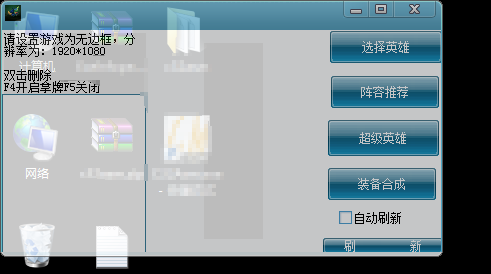 请设置游戏为无边框，分
辨率为：1920*1080
计算机
双击删除
F4开启拿牌F5关闭
网络
选择英雄
阵容推荐
超级英雄
装备合成
自动刷新
刷 新